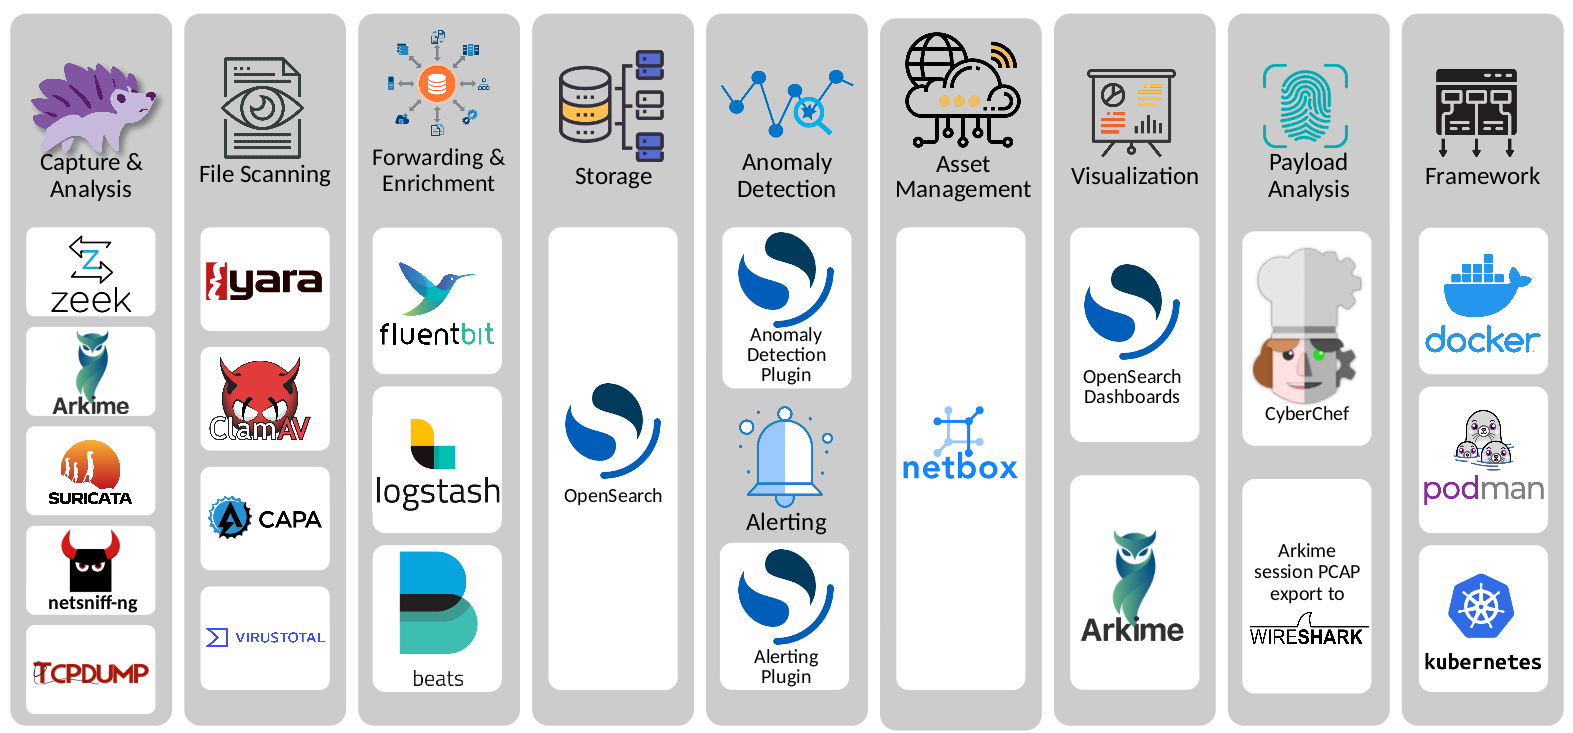 Capture &
Analysis
zeek
Arkime
SURICATA
netsniff-ng
TCPDUMP
File Scanning
yara
ClamAV
CAPA
VIRUSTOTAL
Forwarding &
Enrichment
fluentbit
logstash
beats
Storage
OpenSearch
Anomaly
Detection
Anomaly
Detection
Plugin
Alerting
Alerting
Plugin
Asset
Management
netbox
Visualization
OpenSearch
Dashboards
Arkime
Payload
Analysis
CyberChef
Arkime
session PCAP
export to
WIRESHARK
Framework
docker
podman
kubernetes